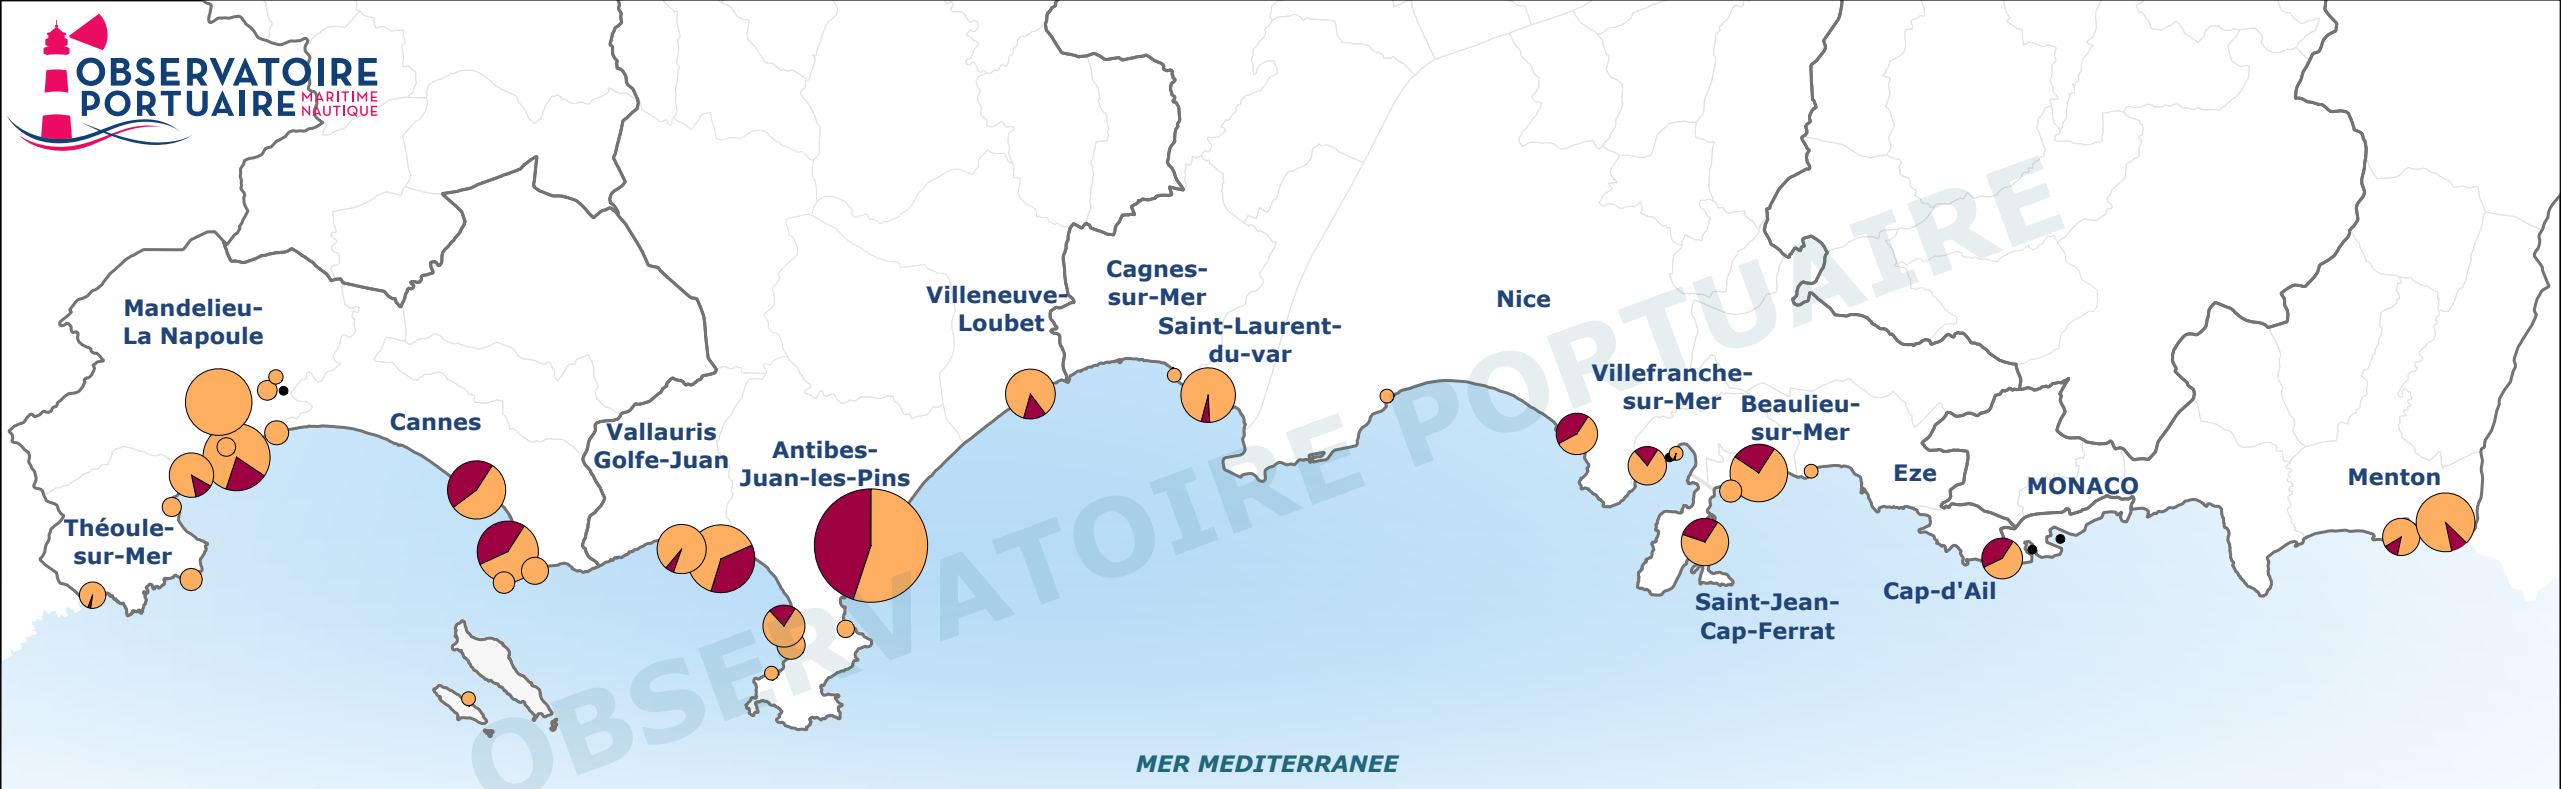 OBSERVATOIRE
PORTUAIRE
MARITIME
NAUTIQUE
Mandelieu-
La Napoule
Théoule-
sur-Mer
Cannes
Vallauris
Golfe-Juan
Antibes-
Juan-les-Pins
Villeneuve-
Loubet
Cagnes-
sur-Mer
Saint-Laurent-
du-var
Nice
Villefranche-
sur-Mer
Beaulieu-
sur-Mer
Saint-Jean-
Cap-Ferrat
Eze
Cap-d'Ail
MONACO
Menton
MER MEDITERRANEE
OBSERVATOIRE PORTUAIRE